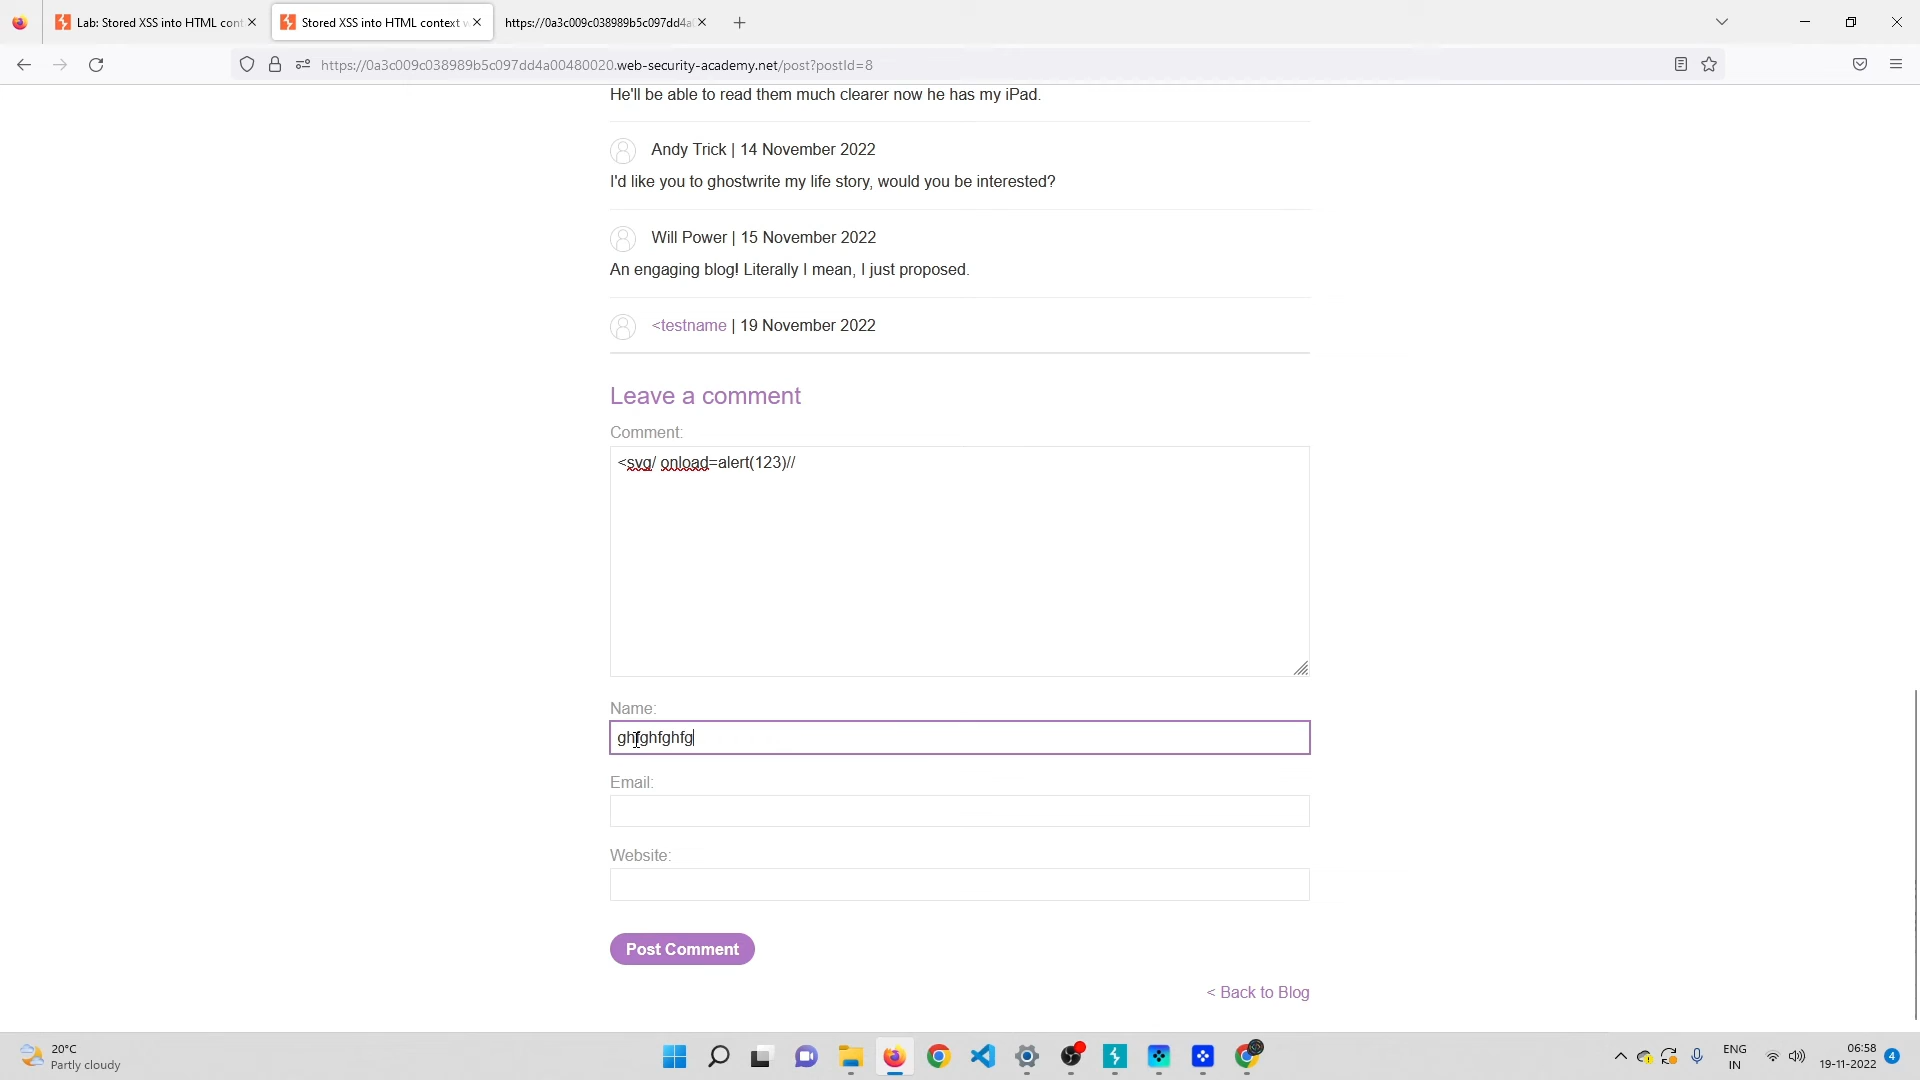 Lab: Stored XSS into HTML cont
Stored XSS into HTML context w
https://0a3c009c038989b5c097dd4a
https://0a3c009c038989b5c097dd4a00480020.web-security-academy.net/post?postId=8
He'll be able to read them much clearer now he has my iPad.
Andy Trick | 14 November 2022
I'd like you to ghostwrite my life story, would you be interested?
Will Power | 15 November 2022
An engaging blog! Literally I mean, I just proposed.
<testname | 19 November 2022
Leave a comment
Comment:
<svg/ onload=alert(123)//
Name:
ghfghfghfg
Email:
Website:
Post Comment
< Back to Blog
20°C
Partly cloudy
ENG
IN
06:58
19-11-2022
4